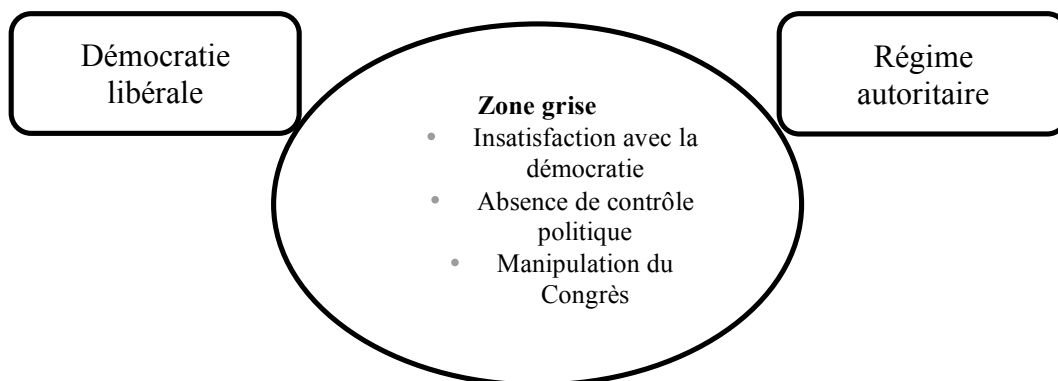 Démocratie
libérale
Régime
autoritaire
Zone grise
• Insatisfaction avec la
démocratie
• Absence de contrôle
politique
• Manipulation du
Congrès